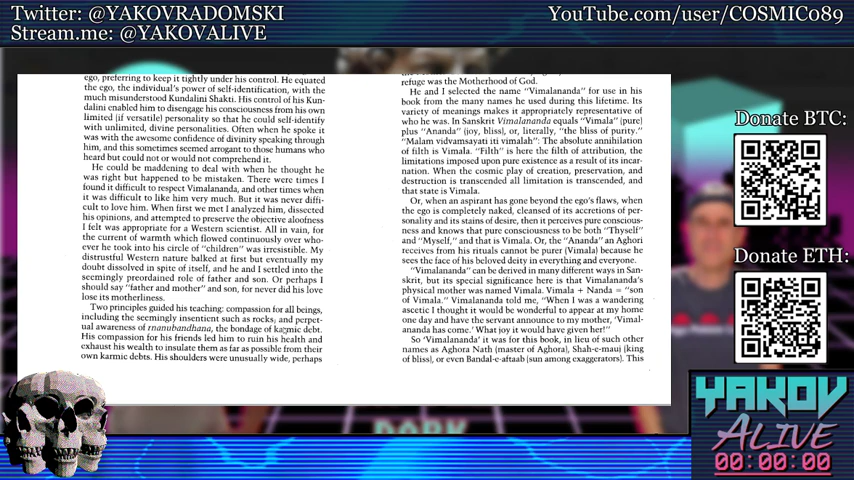 Twitter: @YAKOVRADOMSKI
Stream.me: @YAKOVALIVE
YouTube.com/user/COSMIC089
ego, preferring to keep it tightly under his control. He equated
the ego, the individual's power of self-identification, with the
much misunderstood Kundalini Shakti. His control of his Kun-
dalini enabled him to disengage his consciousness from his own
limited (if versatile) personality so that he could self-identify
with unlimited, divine personalities. Often when he spoke it
was with the awesome confidence of divinity speaking through
him, and this sometimes seemed arrogant to those humans who
heard but could not or would not comprehend it.
He could be maddening to deal with when he thought he
was right but happened to be mistaken. There were times I
found it difficult to respect Vimalananda, and other times when
it was difficult to like him very much. But it was never diffi-
cult to love him. When first we met I analyzed him, dissected
his opinions, and attempted to preserve the objective aloofness
I felt was appropriate for a Western scientist. All in vain, for
the current of warmth which flowed continuously over who-
ever he took into his circle of "children" was irresistible. My
distrustful Western nature balked at first but eventually my
doubt dissolved in spite of itself, and he and I settled into the
seemingly preordained role of father and son. Or perhaps I
should say "father and mother" and son, for never did his love
lose its motherliness.
Two principles guided his teaching: compassion for all beings,
including the seemingly insentient such as rocks; and perpet-
ual awareness of rnanubandhana, the bondage of karmic debt.
His compassion for his friends led him to ruin his health and
exhaust his wealth to insulate them as far as possible from their
own karmic debts. His shoulders were unusually wide, perhaps
refuge was the Motherhood of God.
He and I selected the name "Vimalananda" for use in his
book from the many names he used during this lifetime. Its
variety of meanings makes it appropriately representative of
who he was. In Sanskrit Vimalananda equals "Vimala" (pure)
plus "Ananda" (joy, bliss), or, literally, "the bliss of purity."
"Malam vidvamsayati iti vimalah": The absolute annihilation
of filth is Vimala. "Filth" is here the filth of attribution, the
limitations imposed upon pure existence as a result of its incar-
nation. When the cosmic play of creation, preservation, and
destruction is transcended all limitation is transcended, and
that state is Vimala.
Or, when an aspirant has gone beyond the ego's flaws, when
the ego is completely naked, cleansed of its accretions of per-
sonality and its stains of desire, then it perceives pure conscious-
ness and knows that pure consciousness to be both "Thyself"
and "Myself," and that is Vimala. Or, the "Ananda" an Aghori
receives from his rituals cannot be purer (Vimala) because he
sees the face of his beloved deity in everything and everyone.
"Vimalananda" can be derived in many different ways in San-
skrit, but its special significance here is that Vimalananda's
physical mother was named Vimala. Vimala + Nanda = "son
of Vimala." Vimalananda told me, "When I was a wandering
ascetic I thought it would be wonderful to appear at my home
one day and have the servant announce to my mother, 'Vimal-
ananda has come.' What joy it would have given her!"
So 'Vimalananda' it was for this book, in lieu of such other
names as Aghora Nath (master of Aghora), Shah-e-mauj (king
of bliss), or even Bandal-e-aftaab (sun among exaggerators). This
Donate BTC:
Donate ETH:
DARK
YAKOV
ALIVE
00:00:00